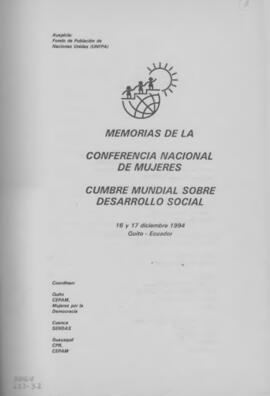 Auspicia:
Fondo de Población de
Naciones Unidas (UNFPA)
MEMORIAS DE LA
CONFERENCIA NACIONAL
DE MUJERES
CUMBRE MUNDIAL SOBRE
DESARROLLO SOCIAL
16 y 17 diciembre 1994
Quito - Ecuador
Coordinan:
Quito
CEPAM,
Mujeres por la
Democracia
Cuenca
SENDAS
Guayaquil
CPR,
CEPAM